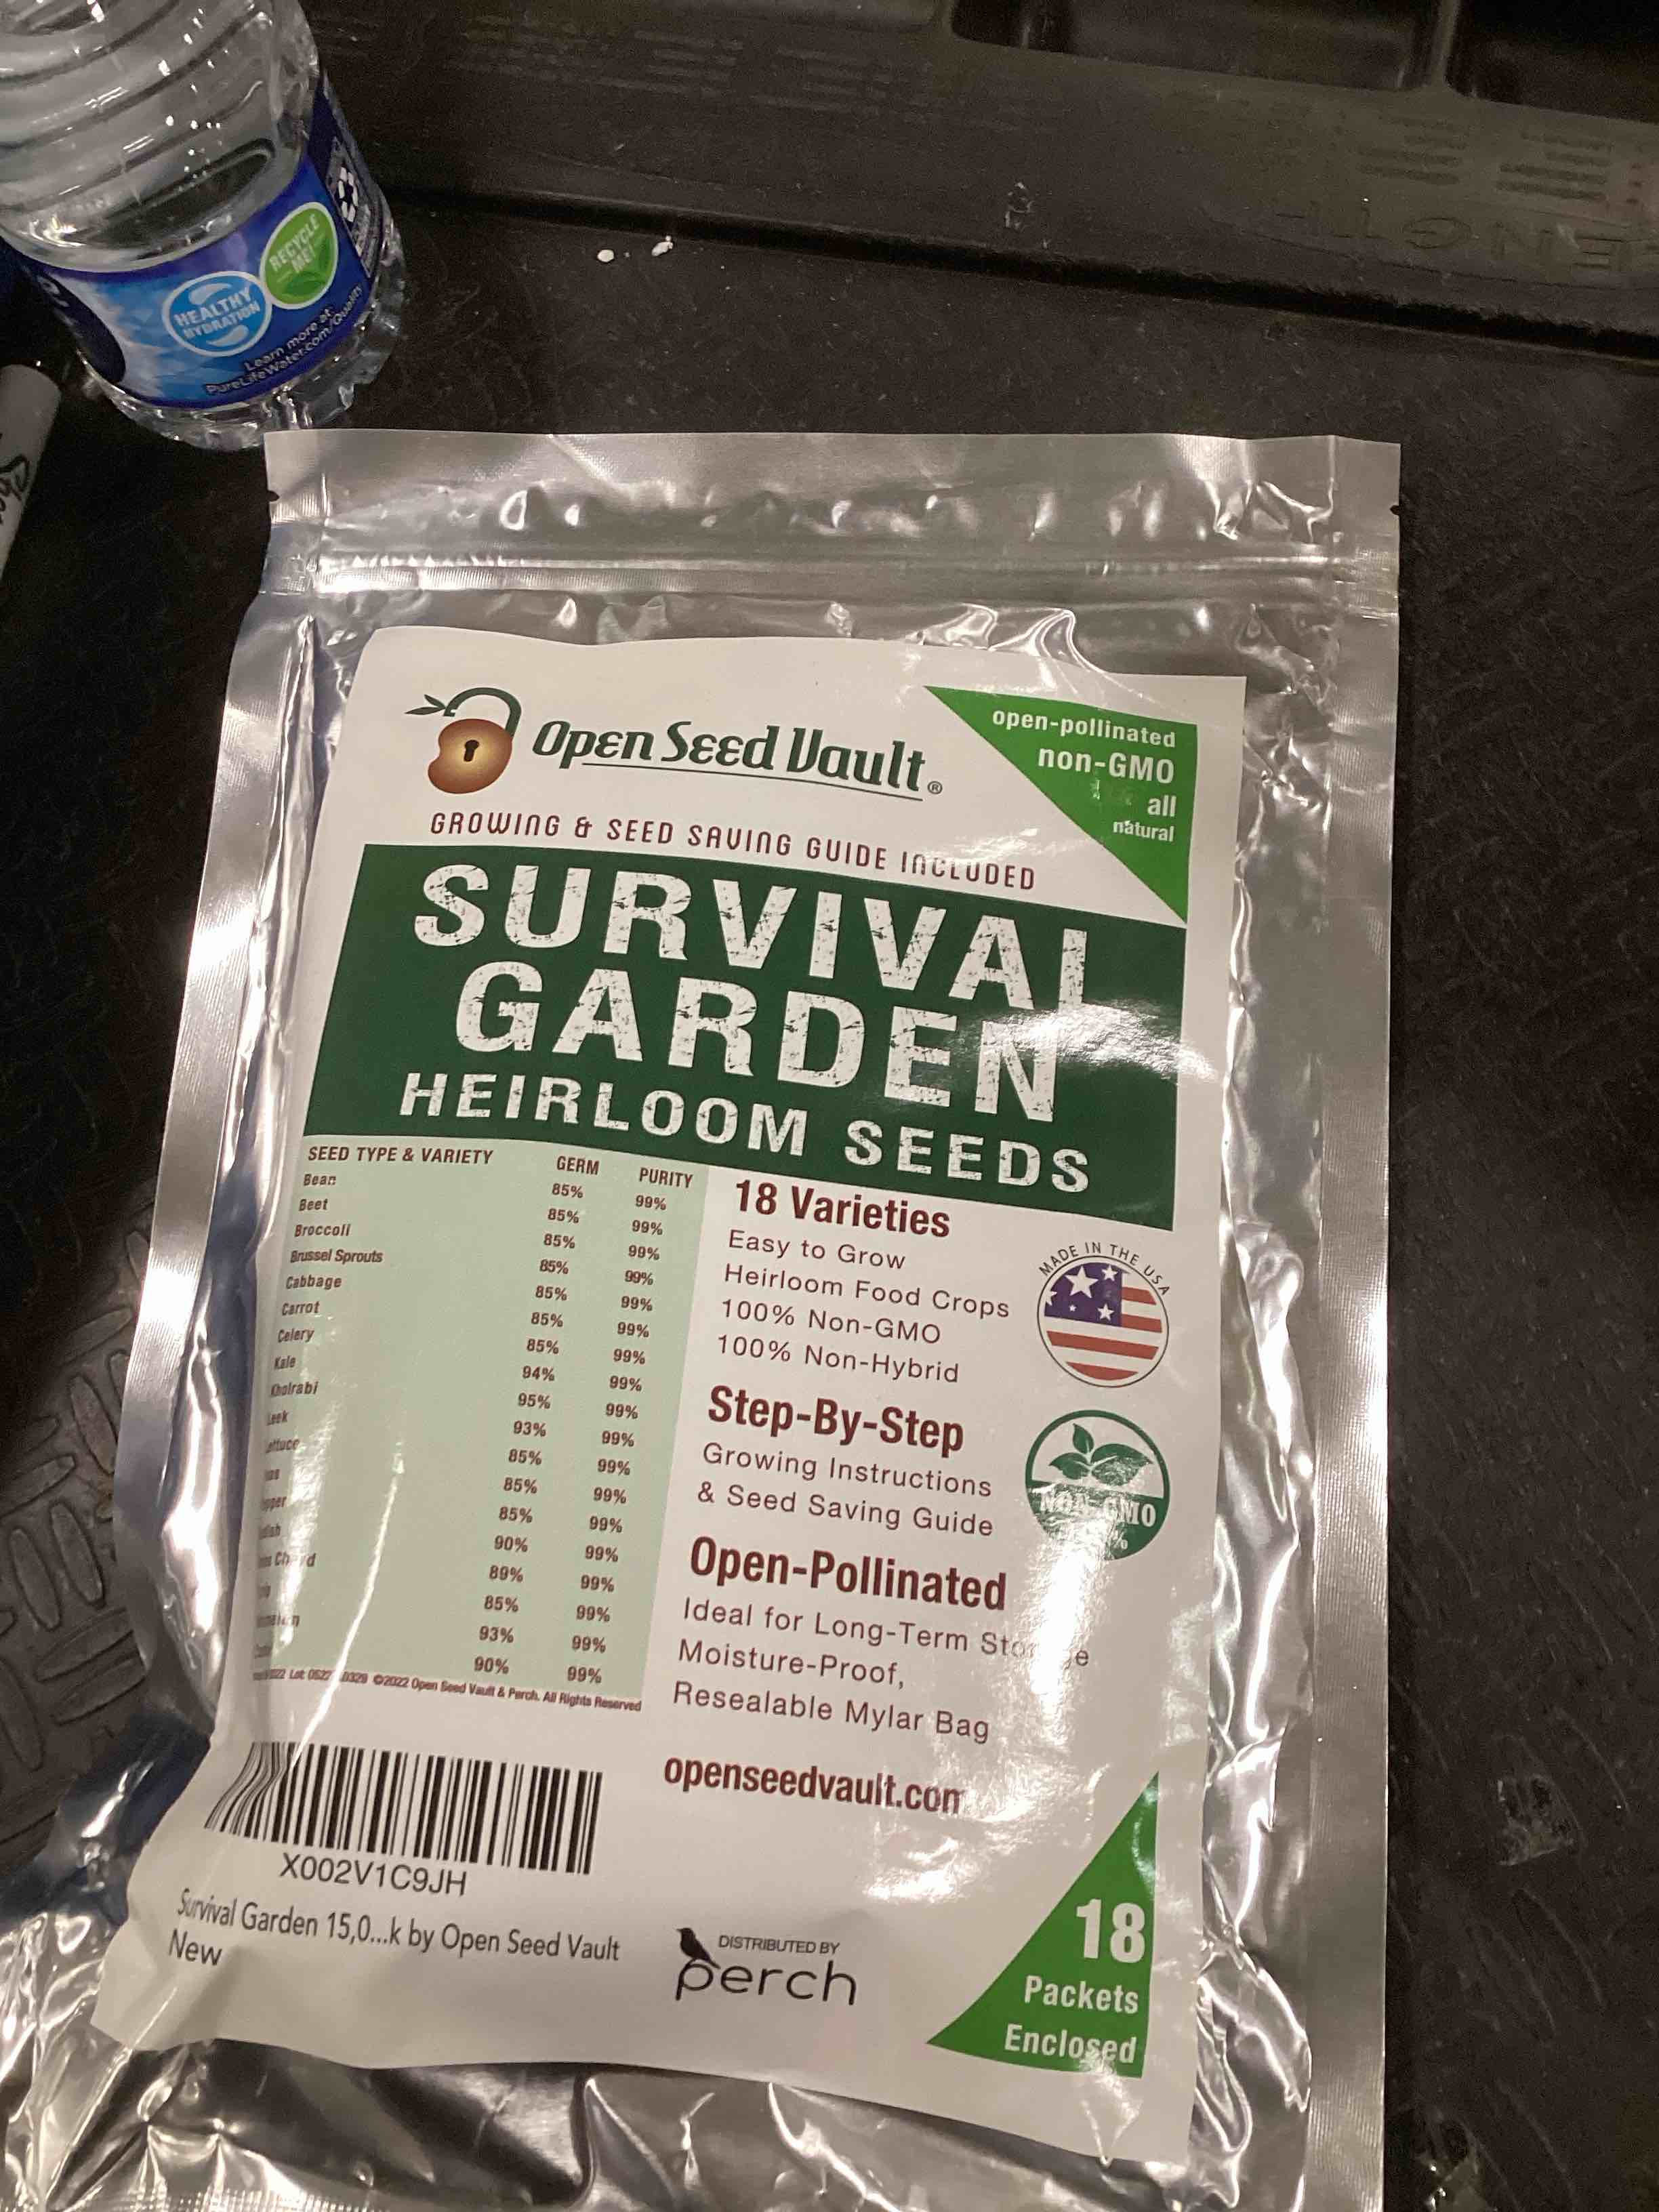 RECYCLE
ME!
HEALTHY
HYDRATION
Learn more at:
PureLifeWater.com/Quality
Open Seed Vault®
open-pollinated
non-GMO
all
natural
GROWING & SEED SAVING GUIDE INCLUDED
SURVIVAL
GARDEN
HEIRLOOM SEEDS
SEED TYPE & VARIETY GERM PURITY
Bean 85% 99%
Beet 85% 99%
Broccoli 85% 99%
Brussel Sprouts 85% 99%
Cabbage 85% 99%
Carrot 85% 99%
Celery 85% 99%
Kale 94% 99%
Kholrabi 95% 99%
Leek 93% 99%
85% 99%
85% 99%
85% 99%
90% 99%
89% 99%
85% 99%
93% 99%
90% 99%
©2022 Open Seed Vault & Perch. All Rights Reserved
18 Varieties
Easy to Grow
Heirloom Food Crops
100% Non-GMO
100% Non-Hybrid
MADE IN THE USA
Step-By-Step
Growing Instructions
& Seed Saving Guide
NON-GMO
Open-Pollinated
Ideal for Long-Term Storage
Moisture-Proof,
Resealable Mylar Bag
openseedvault.com
X002V1C9JH
Survival Garden 15,0...k by Open Seed Vault
New
DISTRIBUTED BY
perch
18
Packets
Enclosed